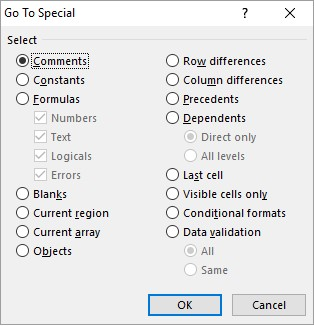 Go To Special
Select
Comments
Constants
Formulas
Numbers
Text
Logicals
Errors
Blanks
Current region
Current array
Objects
Row differences
Column differences
Precedents
Dependents
Direct only
All levels
Last cell
Visible cells only
Conditional formats
Data validation
All
Same
OK
Cancel